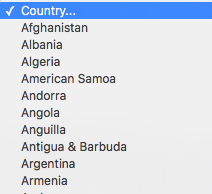 ✓ Country...
Afghanistan
Albania
Algeria
American Samoa
Andorra
Angola
Anguilla
Antigua & Barbuda
Argentina
Armenia